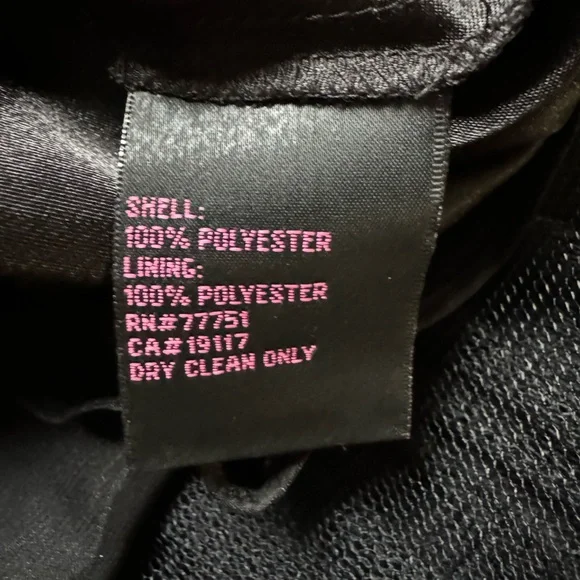 SHELL:
100% POLYESTER
LINING:
100% POLYESTER
RN#77751
CA#19117
DRY CLEAN ONLY